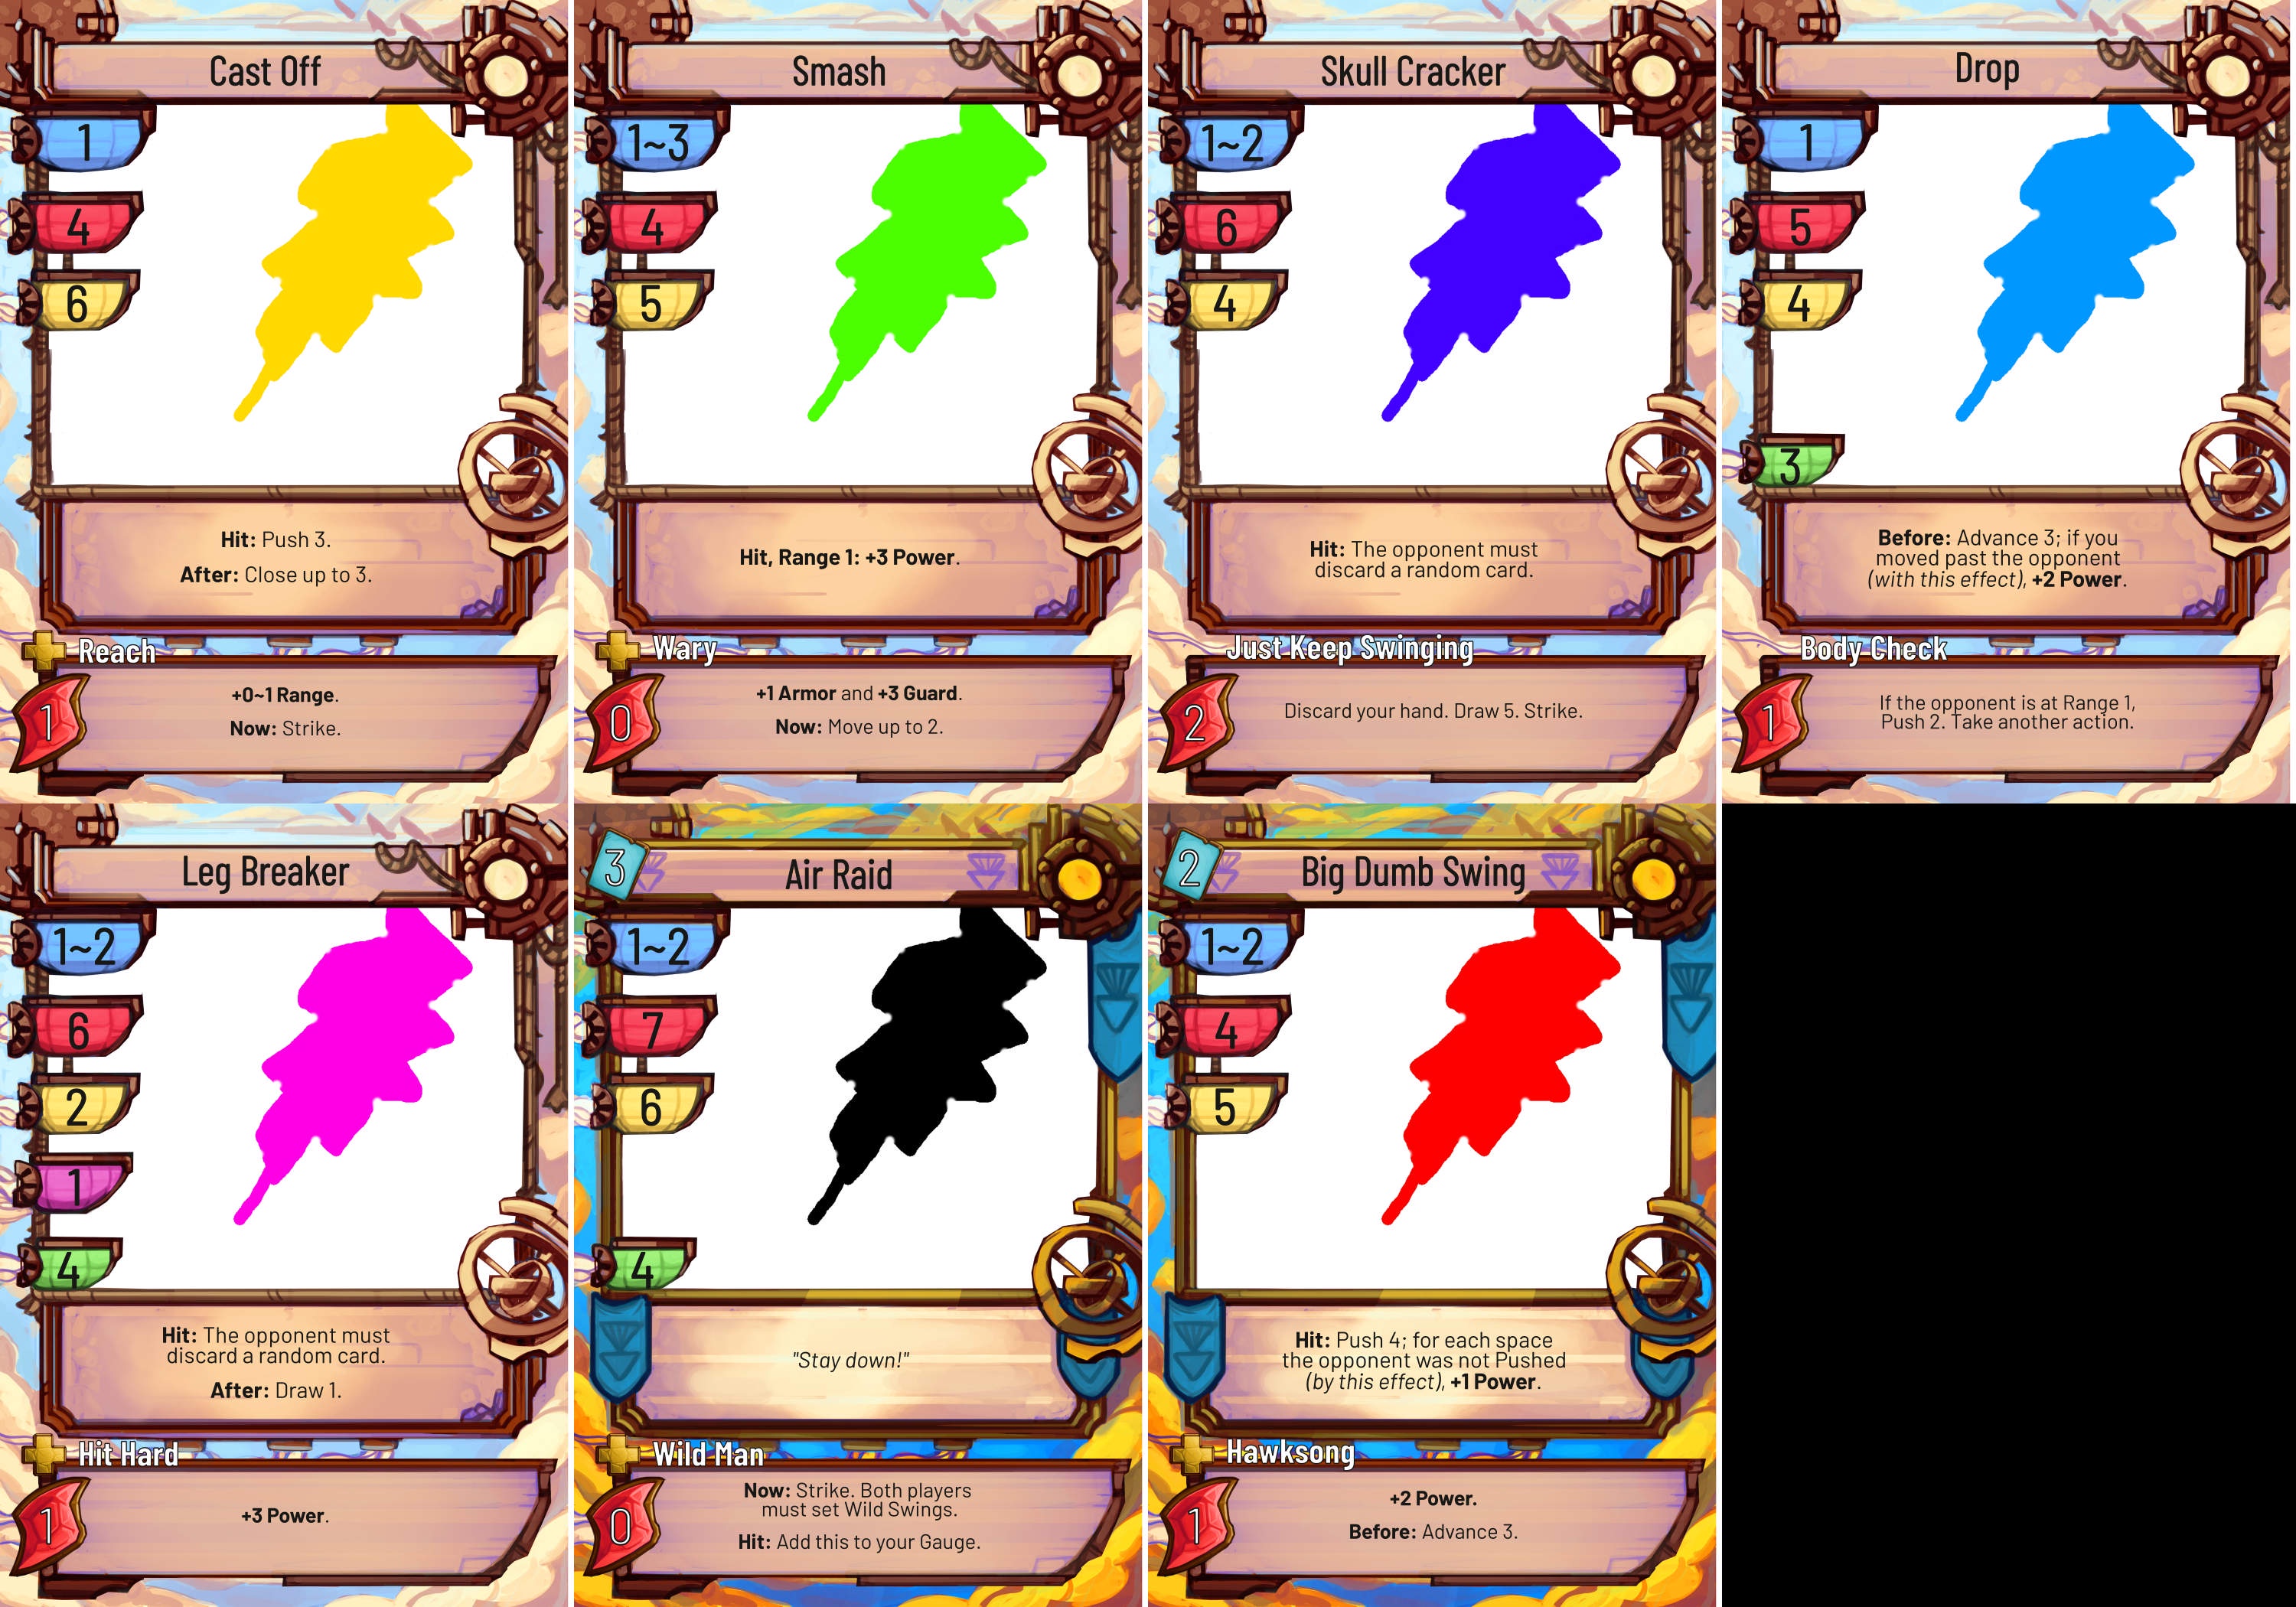 Cast Off
1
4
6
Hit: Push 3.
After: Close up to 3.
Reach
1
+0~1 Range.
Now: Strike.
Smash
1~3
4
5
Hit, Range 1: +3 Power.
Wary
0
+1 Armor and +3 Guard.
Now: Move up to 2.
Skull Cracker
1~2
6
4
Hit: The opponent must
discard a random card.
Just Keep Swinging
2
Discard your hand. Draw 5. Strike.
Drop
1
5
4
3
Before: Advance 3; if you
moved past the opponent
(with this effect), +2 Power.
Body Check
1
If the opponent is at Range 1,
Push 2. Take another action.
Leg Breaker
1~2
6
2
1
4
Hit: The opponent must
discard a random card.
After: Draw 1.
Hit Hard
1
+3 Power.
3
Air Raid
1~2
7
6
4
"Stay down!"
Wild Man
0
Now: Strike. Both players
must set Wild Swings.
Hit: Add this to your Gauge.
2
Big Dumb Swing
1~2
4
5
Hit: Push 4; for each space
the opponent was not Pushed
(by this effect), +1 Power.
Hawksong
1
+2 Power.
Before: Advance 3.